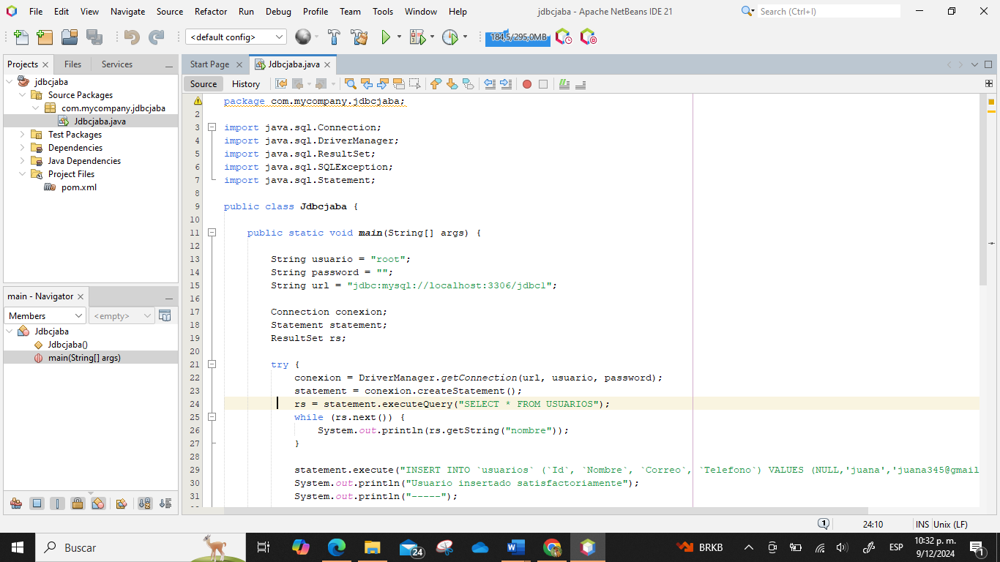 File Edit View Navigate Source Refactor Run Debug Profile Team Tools Window Help
jdbcjaba - Apache NetBeans IDE 21
Search (Ctrl+I)
<default config>
184,5/295,0MB
Projects Files Services
jdbcjaba
Source Packages
com.mycompany.jdbcjaba
Jdbcjaba.java
Test Packages
Dependencies
Java Dependencies
Project Files
pom.xml
main - Navigator
Members <empty>
Jdbcjaba
Jdbcjaba()
main(String[] args)
Start Page Jdbcjaba.java
Source History
package com.mycompany.jdbcjaba;
2
3 import java.sql.Connection;
4 import java.sql.DriverManager;
5 import java.sql.ResultSet;
6 import java.sql.SQLException;
7 import java.sql.Statement;
8
9 public class Jdbcjaba {
10
11 public static void main(String[] args) {
12
13 String usuario = "root";
14 String password = "";
15 String url = "jdbc:mysql://localhost:3306/jdbc1";
16
17 Connection conexion;
18 Statement statement;
19 ResultSet rs;
20
21 try {
22 conexion = DriverManager.getConnection(url, usuario, password);
23 statement = conexion.createStatement();
24 rs = statement.executeQuery("SELECT * FROM USUARIOS");
25 while (rs.next()) {
26 System.out.println(rs.getString("nombre"));
27 }
28
29 statement.execute("INSERT INTO `usuarios` (`Id`, `Nombre`, `Correo`, `Telefono`) VALUES (NULL,'juana','juana345@gmail
30 System.out.println("Usuario insertado satisfactoriamente");
31 System.out.println("-----");
1 24:10 INS Unix (LF)
Buscar
24
BRKB
ESP
10:32 p. m.
9/12/2024
1